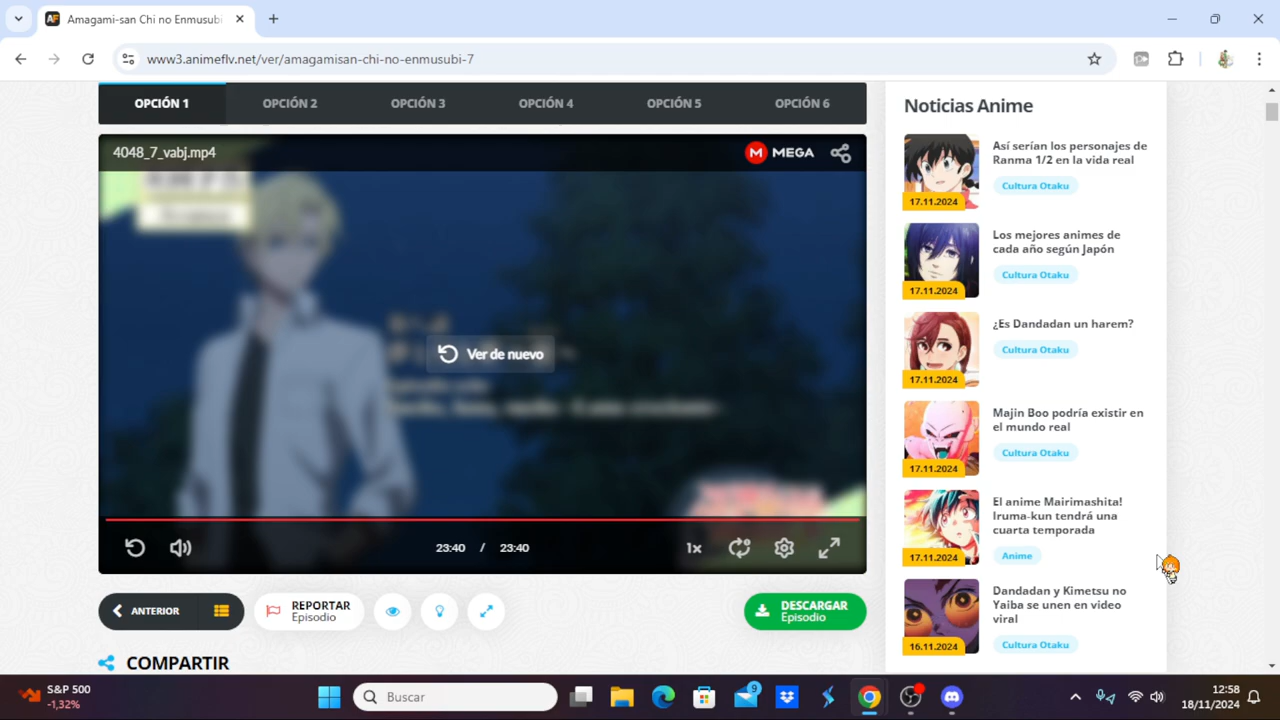 Amagami-san Chi no Enmusubi
www3.animeflv.net/ver/amagamisan-chi-no-enmusubi-7
OPCIÓN 1
OPCIÓN 2
OPCIÓN 3
OPCIÓN 4
OPCIÓN 5
OPCIÓN 6
4048_7_vabj.mp4
M MEGA
Ver de nuevo
23:40 / 23:40
1x
ANTERIOR
REPORTAR
Episodio
DESCARGAR
Episodio
COMPARTIR
Noticias Anime
Así serían los personajes de
Ranma 1/2 en la vida real
Cultura Otaku
17.11.2024
Los mejores animes de
cada año según Japón
Cultura Otaku
17.11.2024
¿Es Dandadan un harem?
Cultura Otaku
17.11.2024
Majin Boo podría existir en
el mundo real
Cultura Otaku
17.11.2024
El anime Mairimashita!
Iruma-kun tendrá una
cuarta temporada
Anime
17.11.2024
Dandadan y Kimetsu no
Yaiba se unen en video
viral
Cultura Otaku
16.11.2024
S&P 500
-1,32%
Buscar
9
12:58
18/11/2024